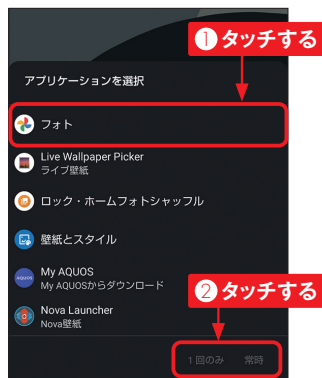 ①タッチする
アプリケーションを選択
フォト
Live Wallpaper Picker
ライブ壁紙
ロック・ホームフォトシャッフル
壁紙とスタイル
AQUOS
My AQUOS
My AQUOSからダウンロード
Nova Launcher
Nova壁紙
②タッチする
1回のみ 常時